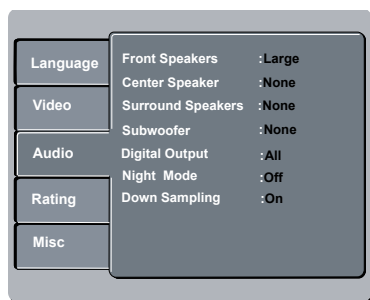 Language
Video
Audio
Rating
Misc
Front Speakers :Large
Center Speaker :None
Surround Speakers :None
Subwoofer :None
Digital Output :All
Night Mode :Off
Down Sampling :On